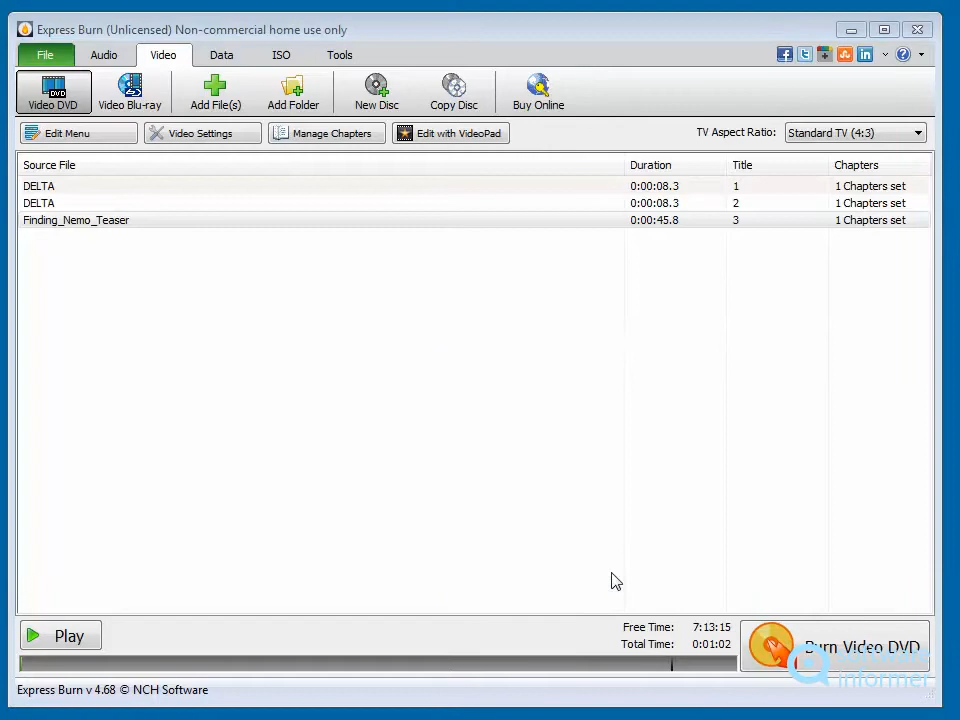 Express Burn (Unlicensed) Non-commercial home use only
File Audio Video Data ISO Tools
Video DVD Video Blu-ray Add File(s) Add Folder New Disc Copy Disc Buy Online
Edit Menu Video Settings Manage Chapters Edit with VideoPad TV Aspect Ratio: Standard TV (4:3)
Source File Duration Title Chapters
DELTA 0:00:08.3 1 1 Chapters set
DELTA 0:00:08.3 2 1 Chapters set
Finding_Nemo_Teaser 0:00:45.8 3 1 Chapters set
Play
Free Time: 7:13:15
Total Time: 0:01:02
Burn Video DVD
software
informer
Express Burn v 4.68 © NCH Software